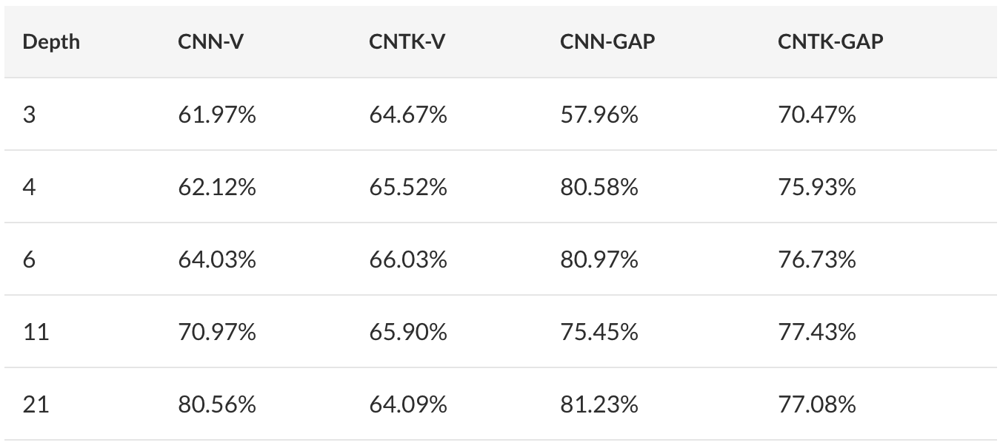 Depth CNN-V CNTK-V CNN-GAP CNTK-GAP
3 61.97% 64.67% 57.96% 70.47%
4 62.12% 65.52% 80.58% 75.93%
6 64.03% 66.03% 80.97% 76.73%
11 70.97% 65.90% 75.45% 77.43%
21 80.56% 64.09% 81.23% 77.08%